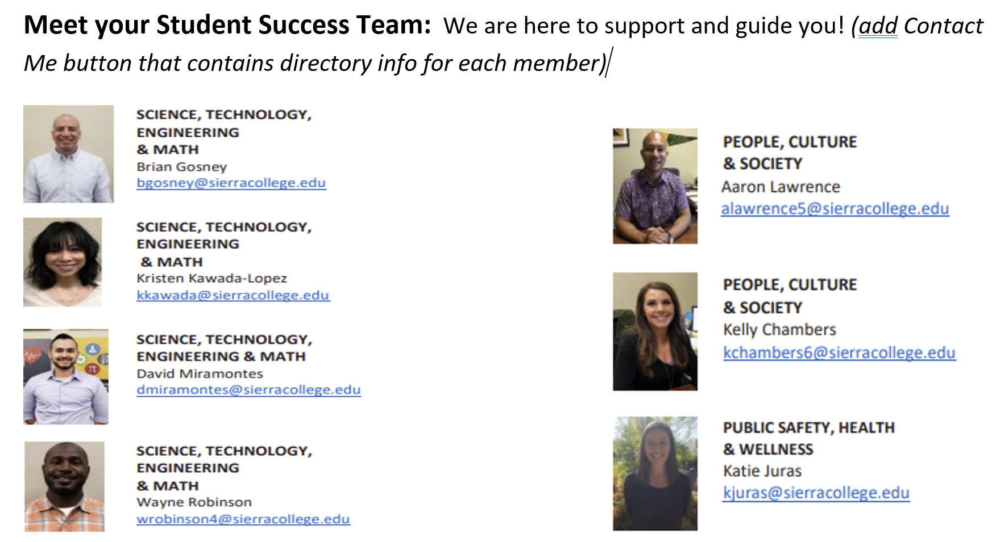 Meet your Student Success Team:  We are here to support and guide you! (add Contact
Me button that contains directory info for each member)
SCIENCE, TECHNOLOGY,
ENGINEERING
& MATH
Brian Gosney
bgosney@sierracollege.edu
SCIENCE, TECHNOLOGY,
ENGINEERING
& MATH
Kristen Kawada-Lopez
kkawada@sierracollege.edu
SCIENCE, TECHNOLOGY,
ENGINEERING & MATH
David Miramontes
dmiramontes@sierracollege.edu
SCIENCE, TECHNOLOGY,
ENGINEERING
& MATH
Wayne Robinson
wrobinson4@sierracollege.edu
PEOPLE, CULTURE
& SOCIETY
Aaron Lawrence
alawrence5@sierracollege.edu
PEOPLE, CULTURE
& SOCIETY
Kelly Chambers
kchambers6@sierracollege.edu
PUBLIC SAFETY, HEALTH
& WELLNESS
Katie Juras
kjuras@sierracollege.edu